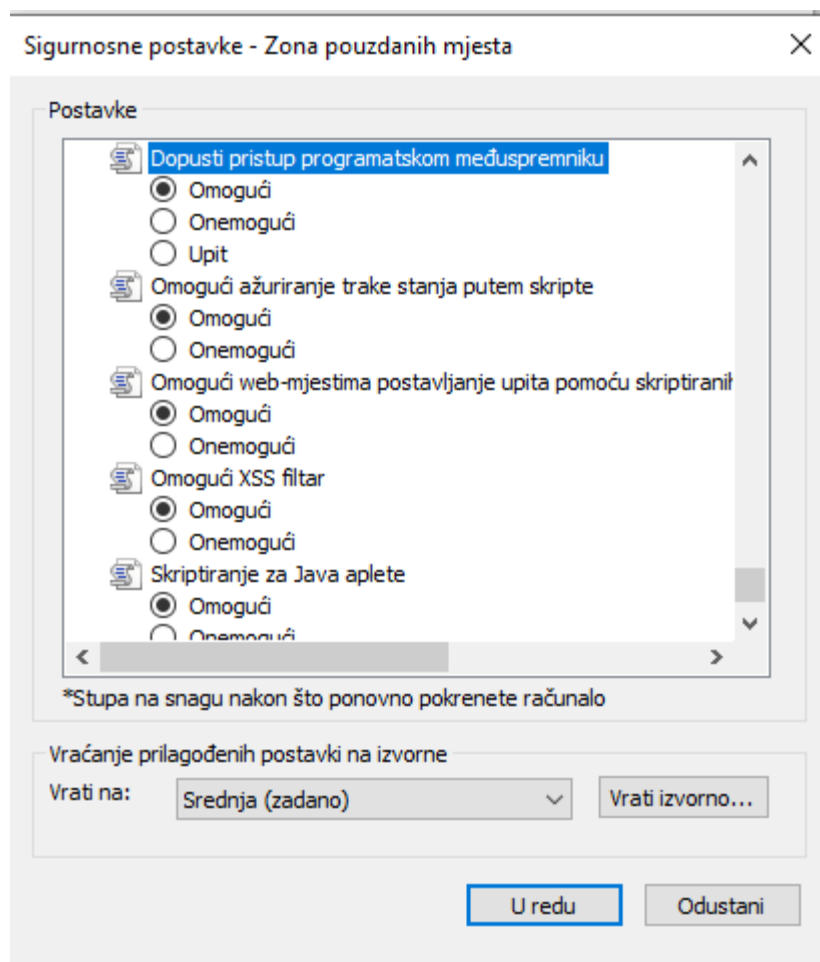 Sigurnosne postavke - Zona pouzdanih mjesta
Postavke
Dopusti pristup programatskom međuspremniku
Omogući
Onemogući
Upit
Omogući ažuriranje trake stanja putem skripte
Omogući
Onemogući
Omogući web-mjestima postavljanje upita pomoću skriptiranih
Omogući
Onemogući
Omogući XSS filtar
Omogući
Onemogući
Skriptiranje za Java aplete
Omogući
Onemogući
*Stupa na snagu nakon što ponovno pokrenete računalo
Vraćanje prilagođenih postavki na izvorne
Vrati na:
Srednja (zadano)
Vrati izvorno...
U redu
Odustani